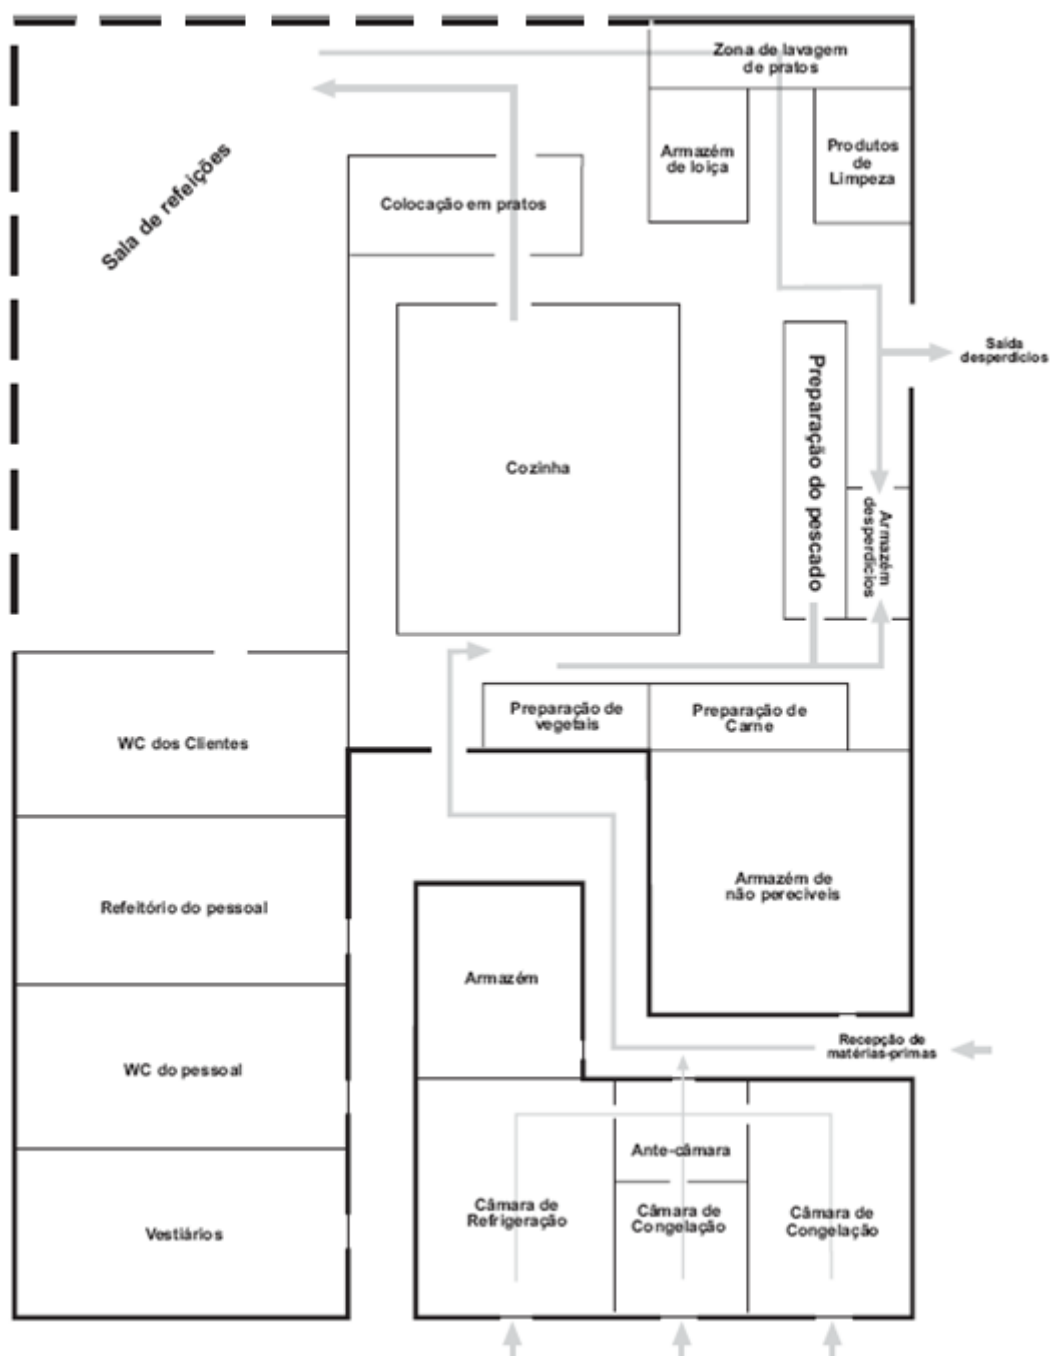 Zona de lavagem
de pratos
Armazém
de loiça
Produtos
de
Limpeza
Sala de refeições
Colocação em pratos
Saída
desperdícios
Preparação do pescado
Cozinha
Armazém
desperdícios
Preparação de
vegetais
Preparação de
Carne
WC dos Clientes
Armazém de
não perecíveis
Refeitório do pessoal
Armazém
Recepção de
matérias-primas
WC do pessoal
Ante-câmara
Câmara de
Refrigeração
Câmara de
Congelação
Câmara de
Congelação
Vestiários